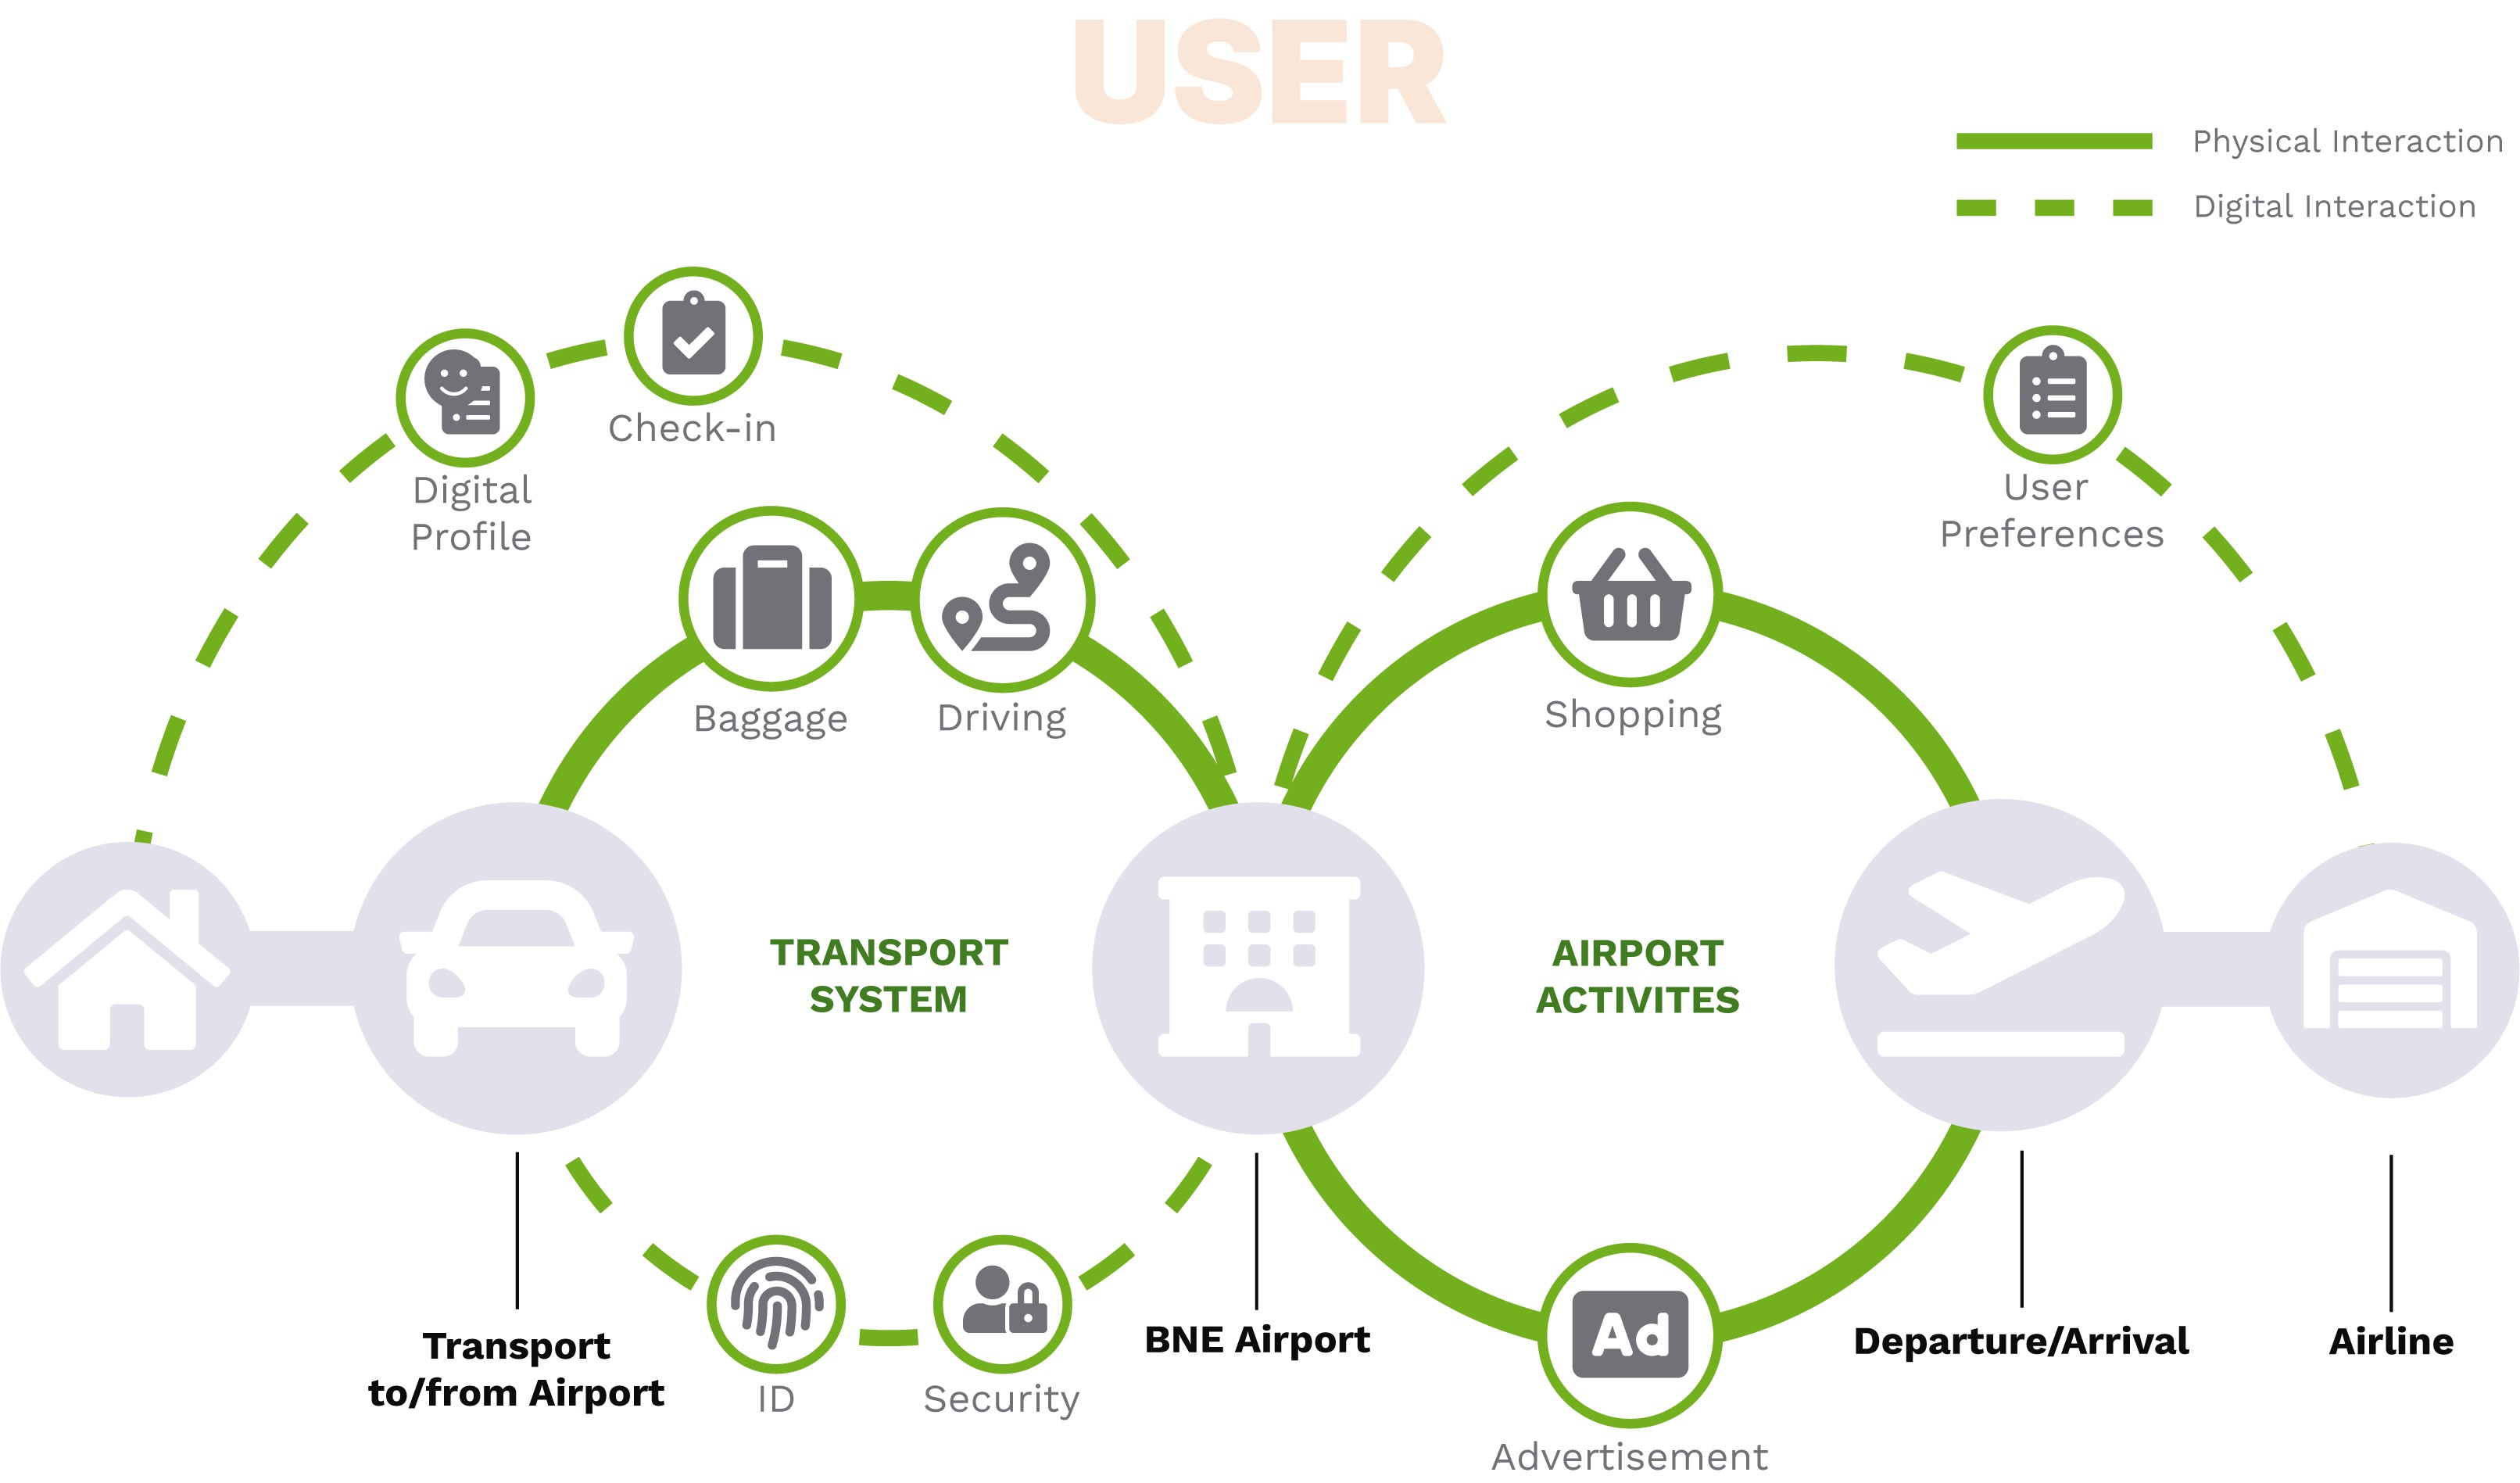 USER
Physical Interaction
Digital Interaction
Check-in
Digital
Profile
User
Preferences
Baggage
Driving
Shopping
TRANSPORT
SYSTEM
AIRPORT
ACTIVITES
Transport
to/from Airport
ID
Security
BNE Airport
Ad
Advertisement
Departure/Arrival
Airline